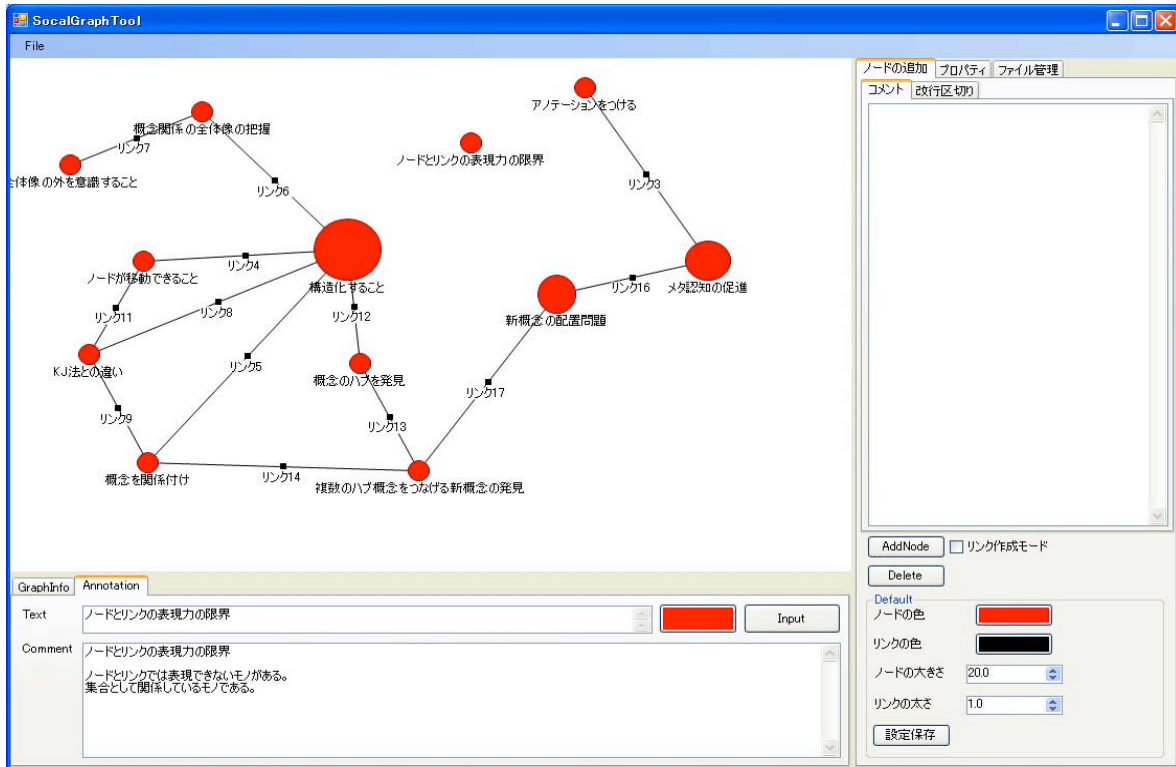 SocalGraphTool
File
アノテーションをつける
概念関係の全体像の把握
リンク7
ノードとリンクの表現力の限界
全体像の外を意識すること
リンク6
リンク3
リンク4
ノードが移動できること
構造化すること
リンク16
メタ認知の促進
リンク11
リンク8
リンク12
新概念の配置問題
KJ法との違い
リンク5
概念のハブを発見
リンク17
リンク9
リンク13
概念を関係付け
リンク14
複数のハブ概念をつなげる新概念の発見
GraphInfo Annotation
Text ノードとリンクの表現力の限界 Input
Comment ノードとリンクの表現力の限界
ノードとリンクでは表現できないモノがある。
集合として関係しているモノである。
ノードの追加 プロパティ ファイル管理
コメント 改行区切り
AddNode リンク作成モード
Delete
Default
ノードの色
リンクの色
ノードの大きさ 20.0
リンクの太さ 1.0
設定保存